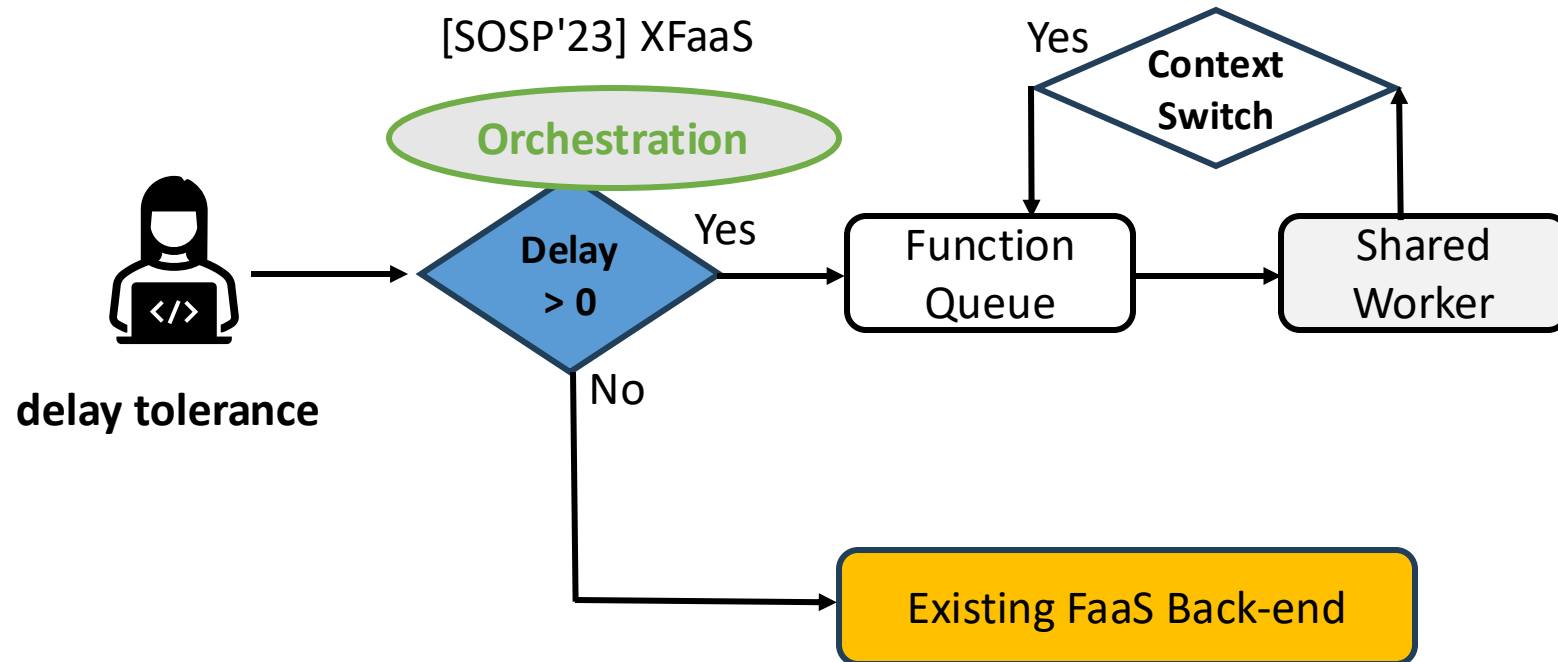 [SOSP'23] XFaaS
Orchestration
Yes
Context
Switch
</>
delay tolerance
Delay
> 0
Yes
No
Function
Queue
Shared
Worker
Existing FaaS Back-end